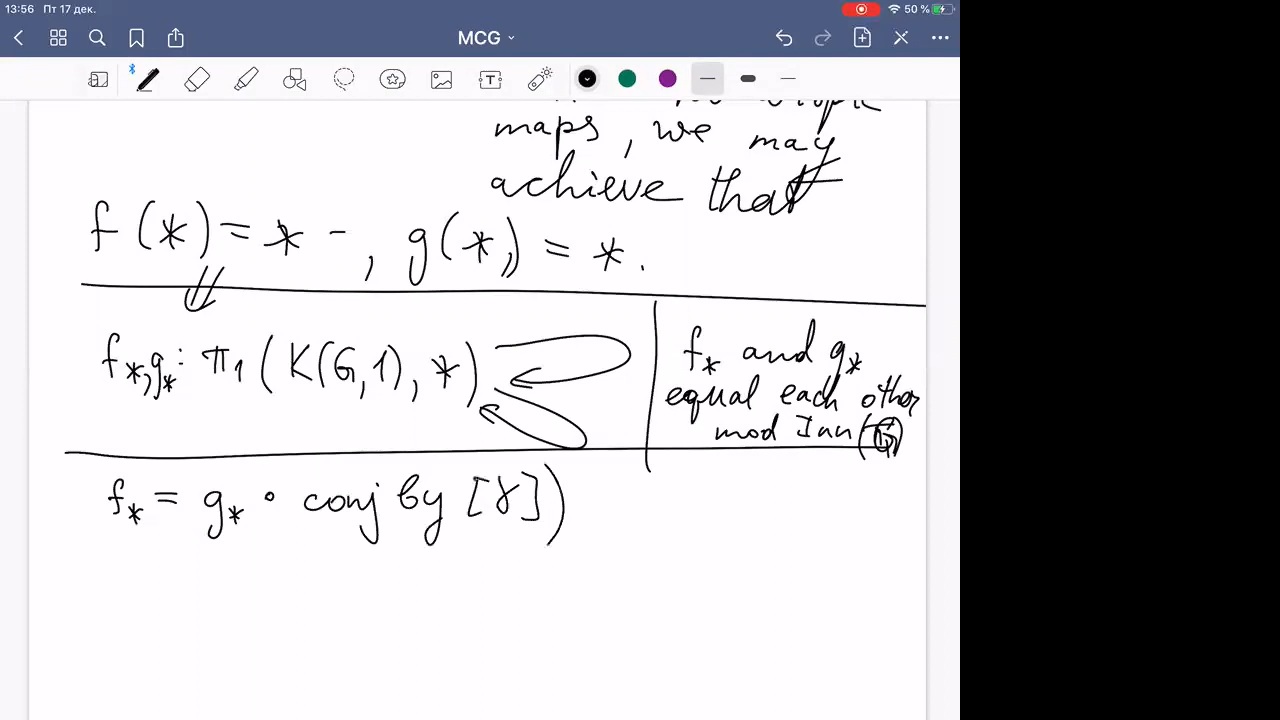 13:56 Пт 17 дек.
50 %
MCG
maps, we may
achieve that
f(*) = * , g(*) = * .
f*,g* : π₁(K(G,1), *)
f* and g*
equal each other
mod Inn(G)
f* = g* ∘ conj by [γ])